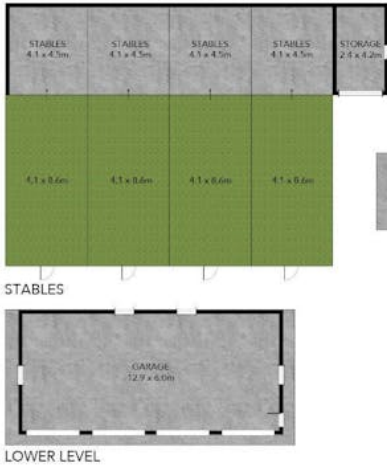 STABLES
4.1 x 4.5m
STABLES
4.1 x 4.5m
STABLES
4.1 x 4.5m
STABLES
4.1 x 4.5m
STORAGE
2.4 x 4.2m
4.1 x 8.6m
4.1 x 8.6m
4.1 x 8.6m
4.1 x 8.6m
STABLES
GARAGE
12.9 x 6.0m
LOWER LEVEL